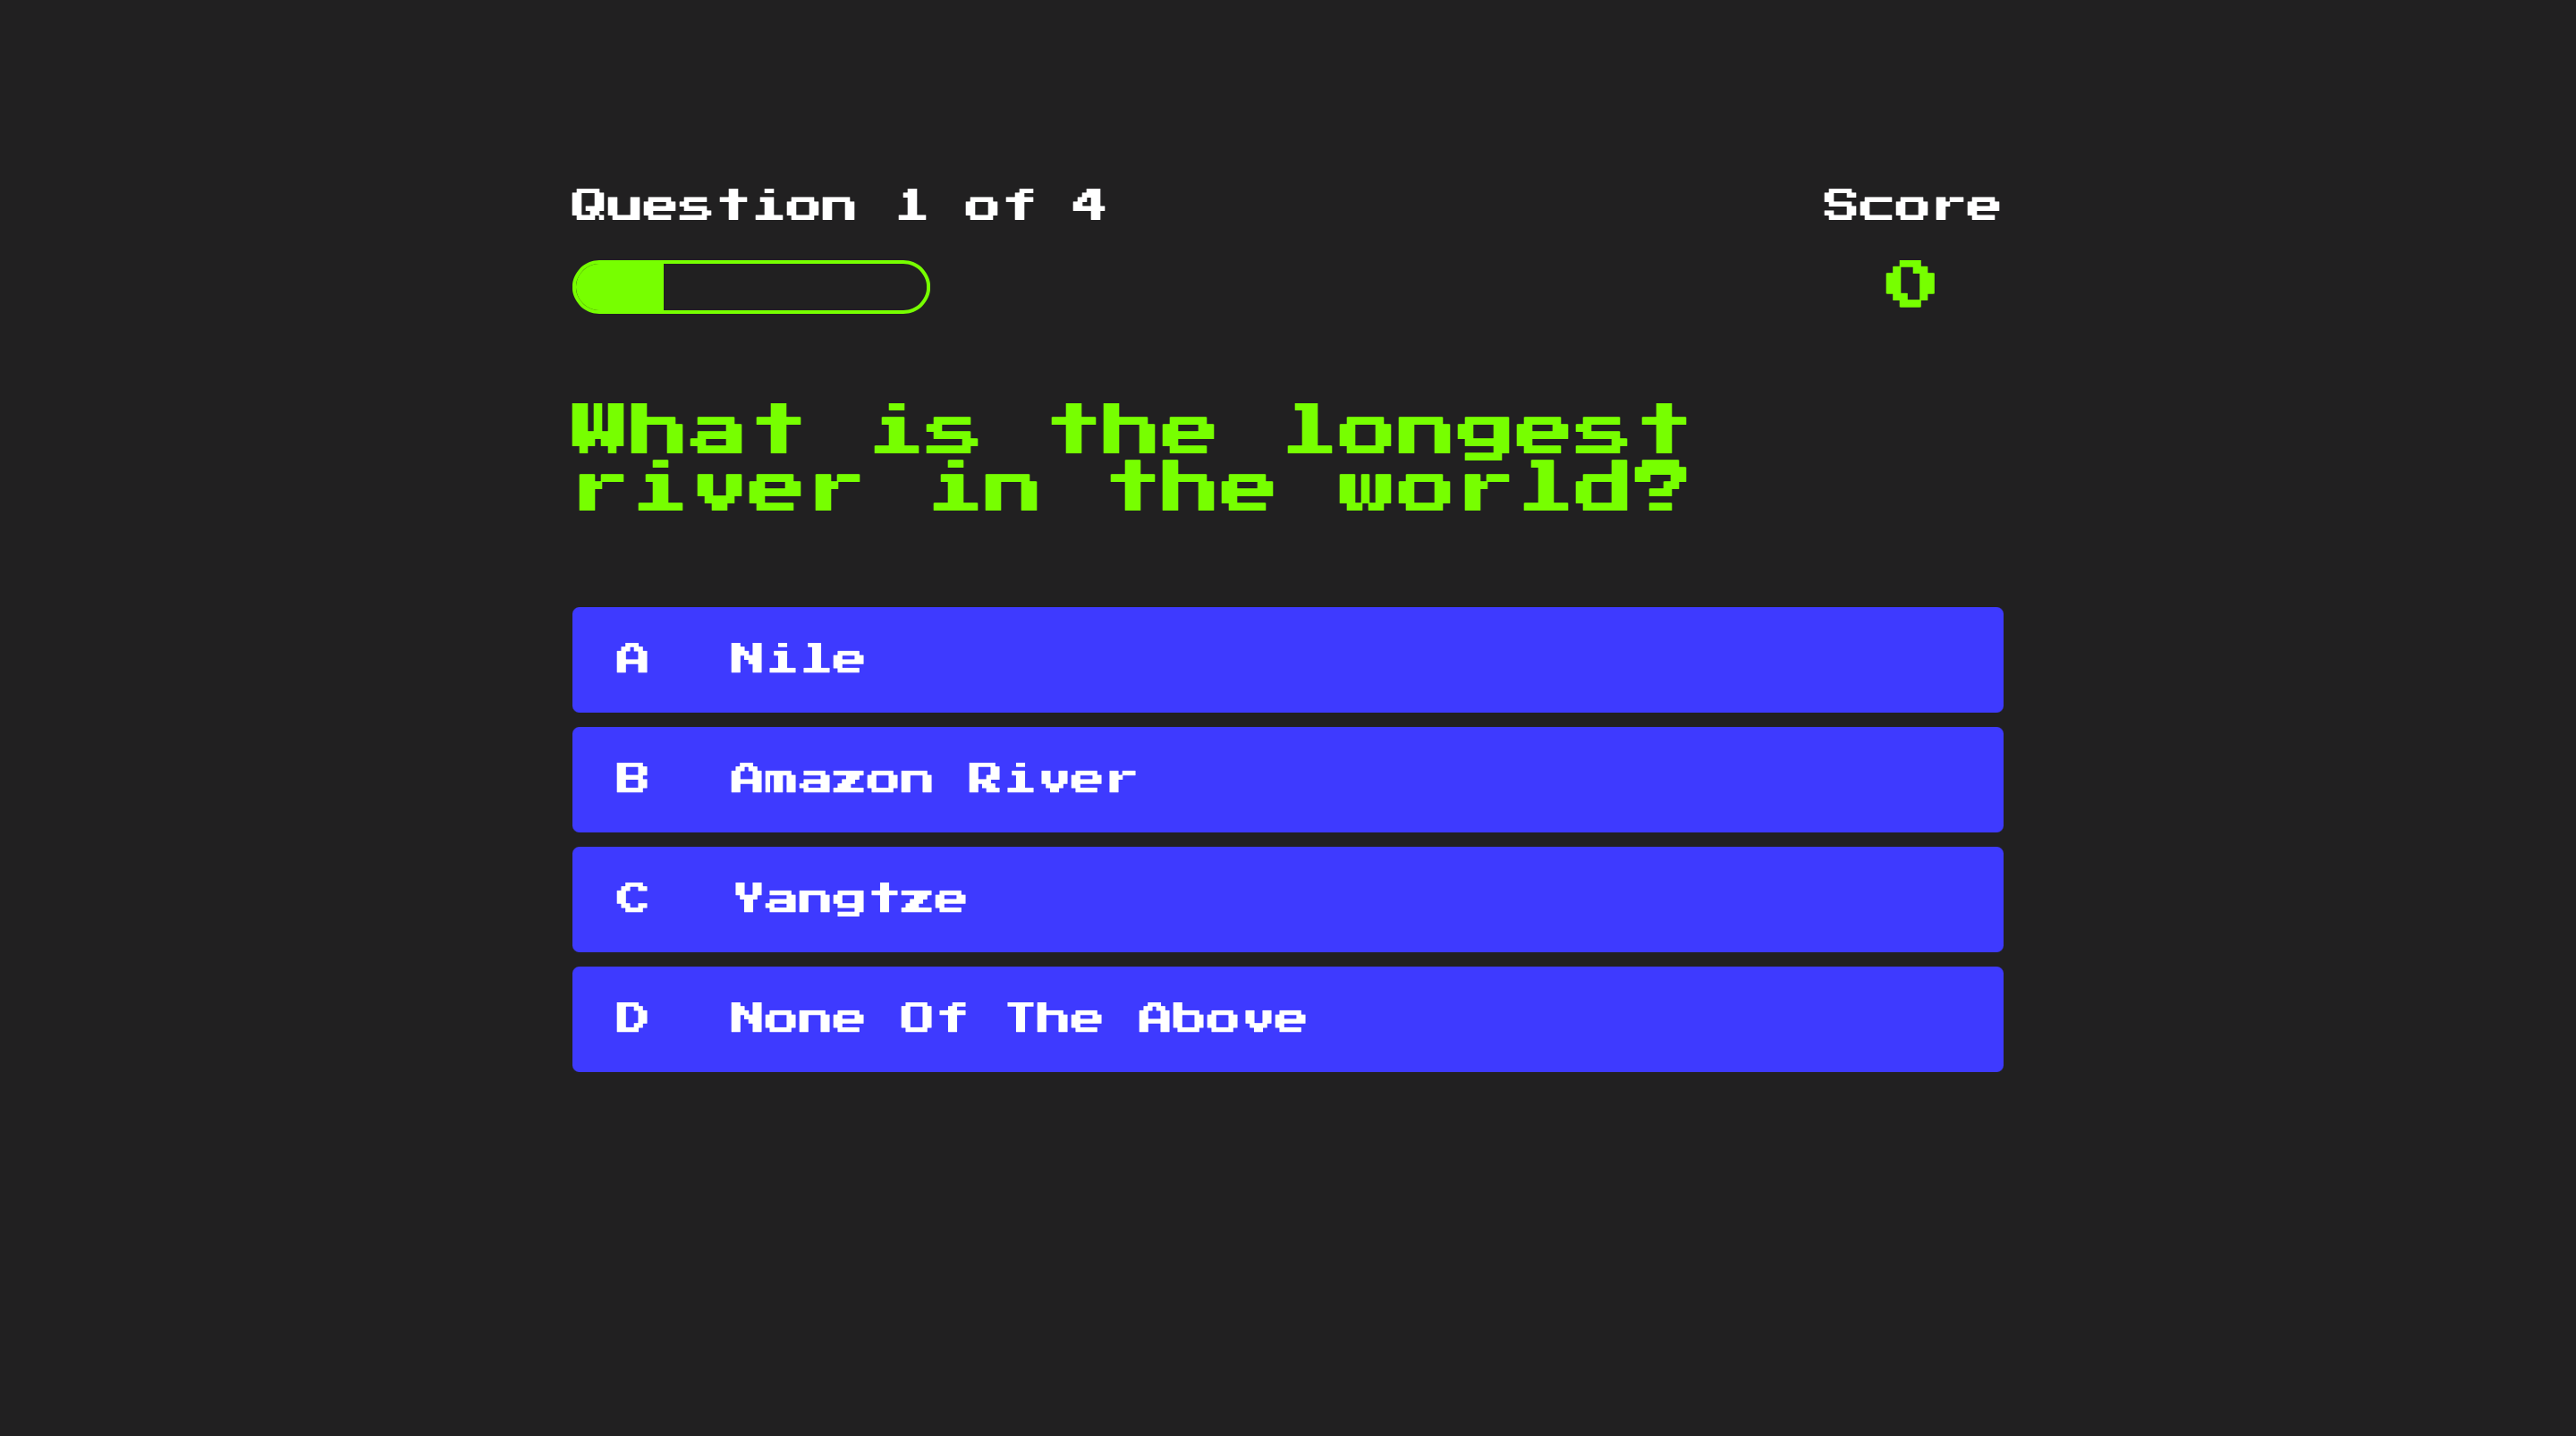 Question 1 of 4
Score
0
What is the longest
river in the world?
A Nile
B Amazon River
C Yangtze
D None Of The Above